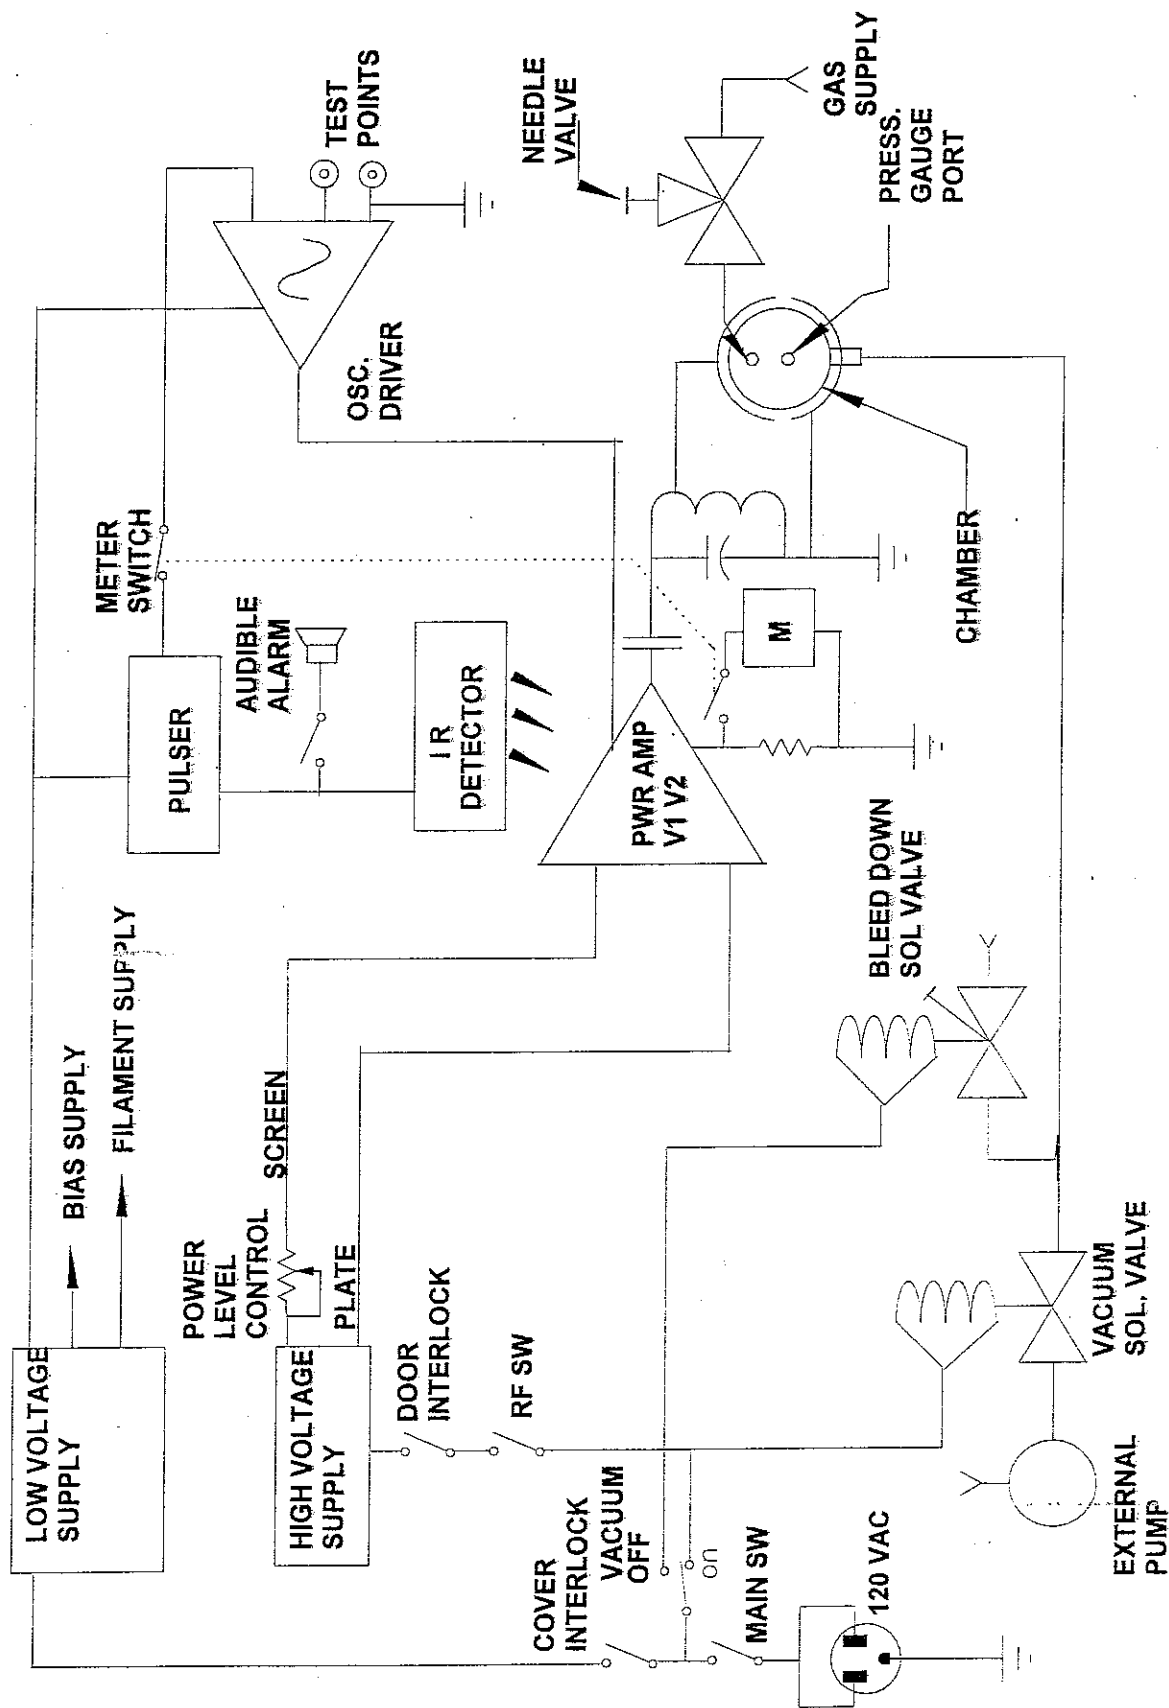 LOW VOLTAGE
SUPPLY
BIAS SUPPLY
FILAMENT SUPPLY
PULSER
METER
SWITCH
AUDIBLE
ALARM
TEST
POINTS
OSC.
DRIVER
POWER
LEVEL
CONTROL
SCREEN
HIGH VOLTAGE
SUPPLY
PLATE
I R
DETECTOR
DOOR
INTERLOCK
RF SW
COVER
INTERLOCK
VACUUM
OFF
on
MAIN SW
120 VAC
PWR AMP
V1 V2
M
NEEDLE
VALVE
GAS
SUPPLY
PRESS.
GAUGE
PORT
CHAMBER
BLEED DOWN
SOL VALVE
VACUUM
SOL. VALVE
EXTERNAL
PUMP